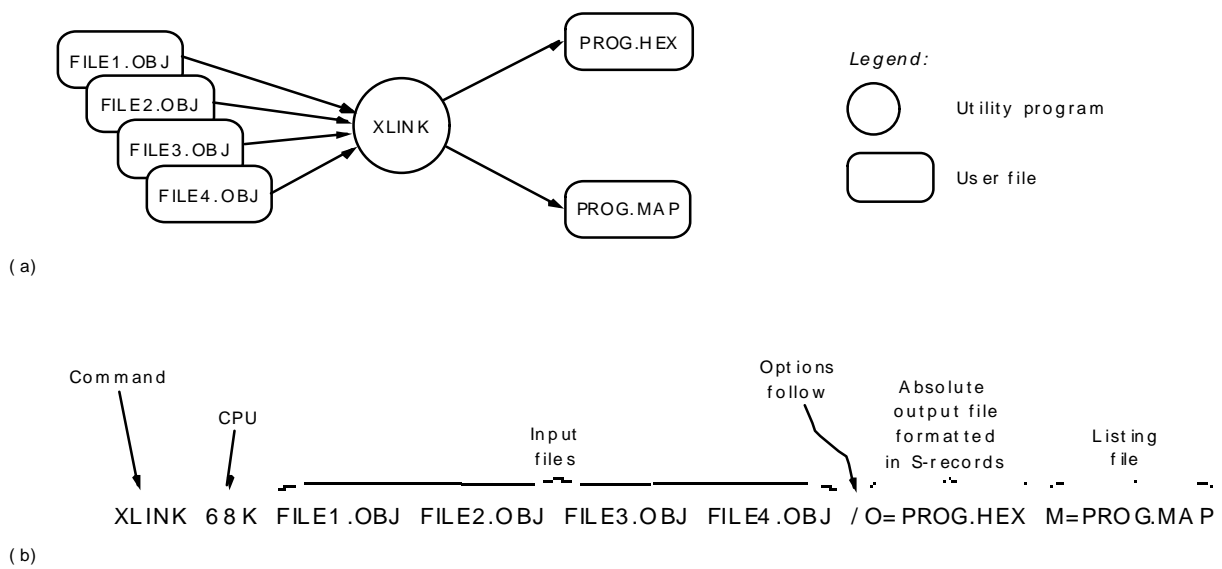 FILE1.OBJ
FILE2.OBJ
FILE3.OBJ
FILE4.OBJ
XLINK
PROG.HEX
PROG.MAP
Legend:
Utility program
User file
(a)
Command
CPU
Input
files
Options
follow
Absolute
output file
formatted
in S-records
Listing
file
XLINK 68K FILE1.OBJ FILE2.OBJ FILE3.OBJ FILE4.OBJ /O=PROG.HEX M=PROG.MAP
(b)